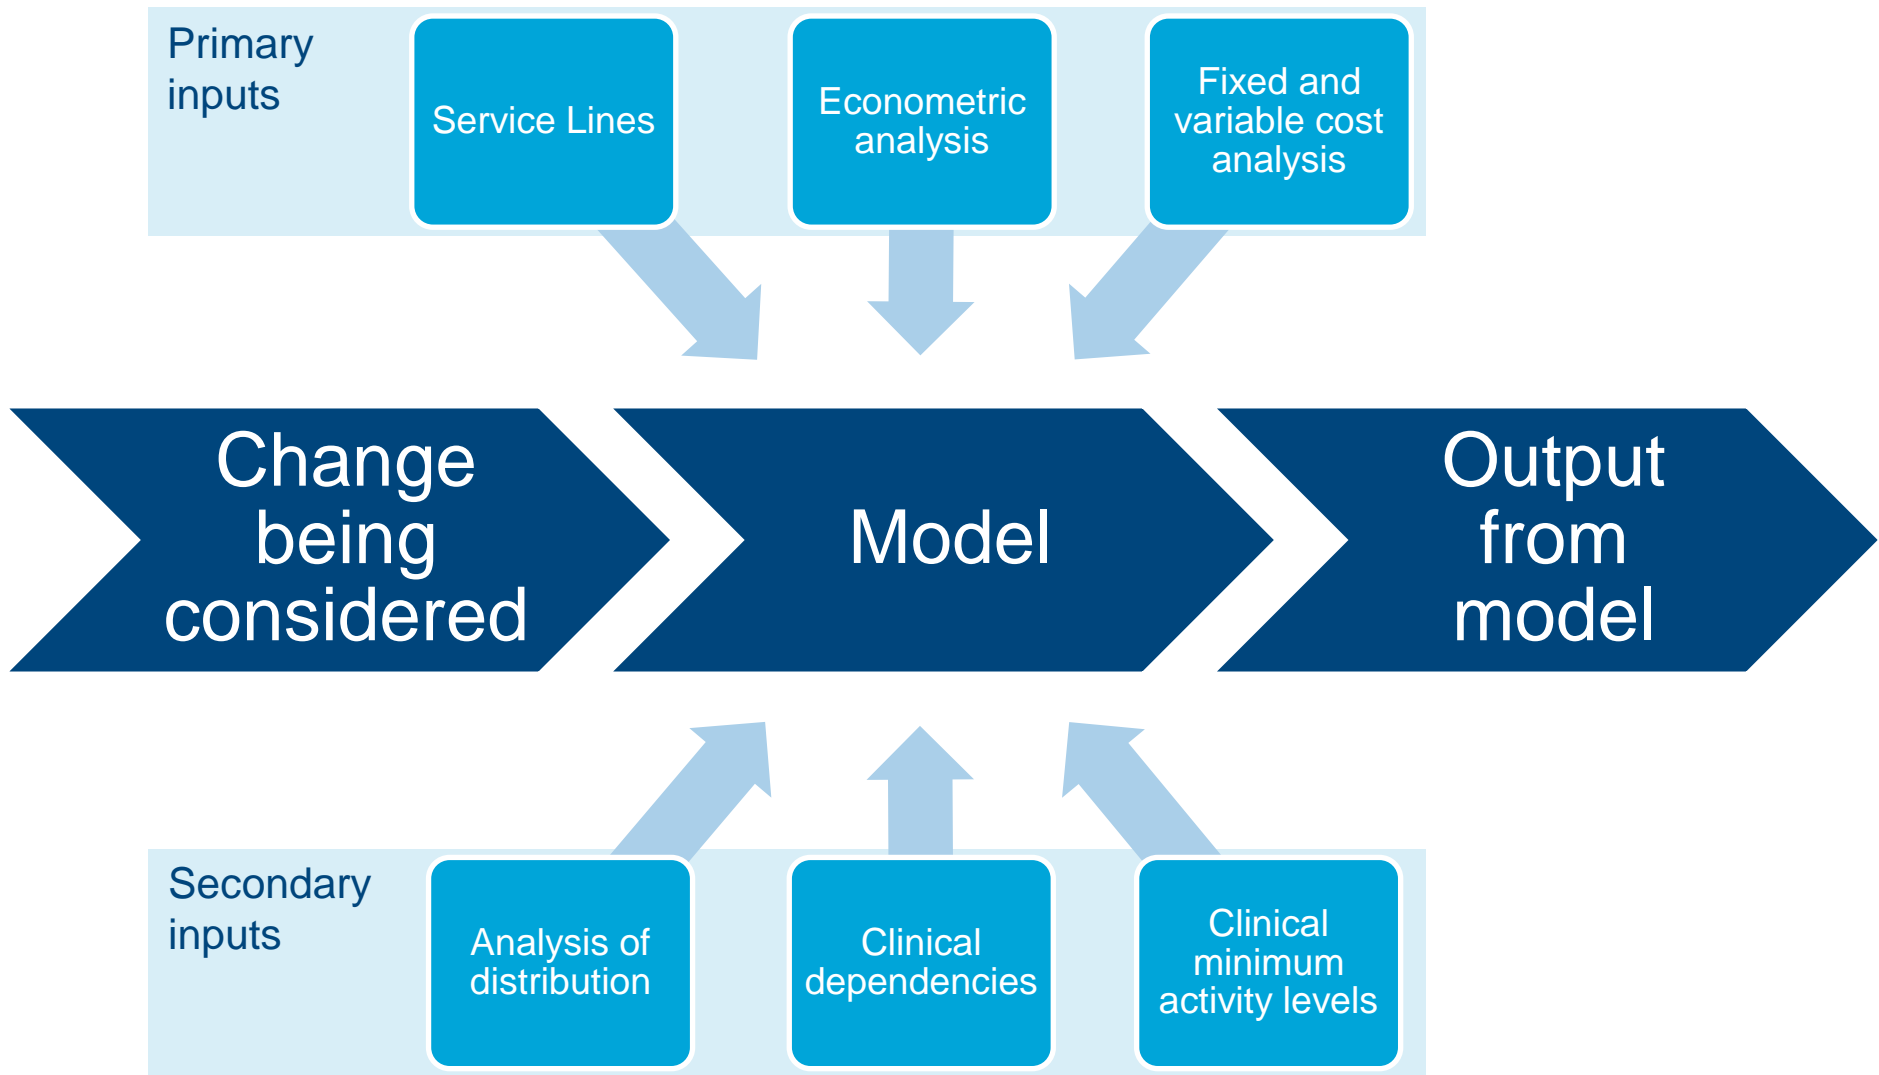 Primary
inputs
Service Lines
Econometric
analysis
Fixed and
variable cost
analysis
Change
being
considered
Model
Output
from
model
Secondary
inputs
Analysis of
distribution
Clinical
dependencies
Clinical
minimum
activity levels